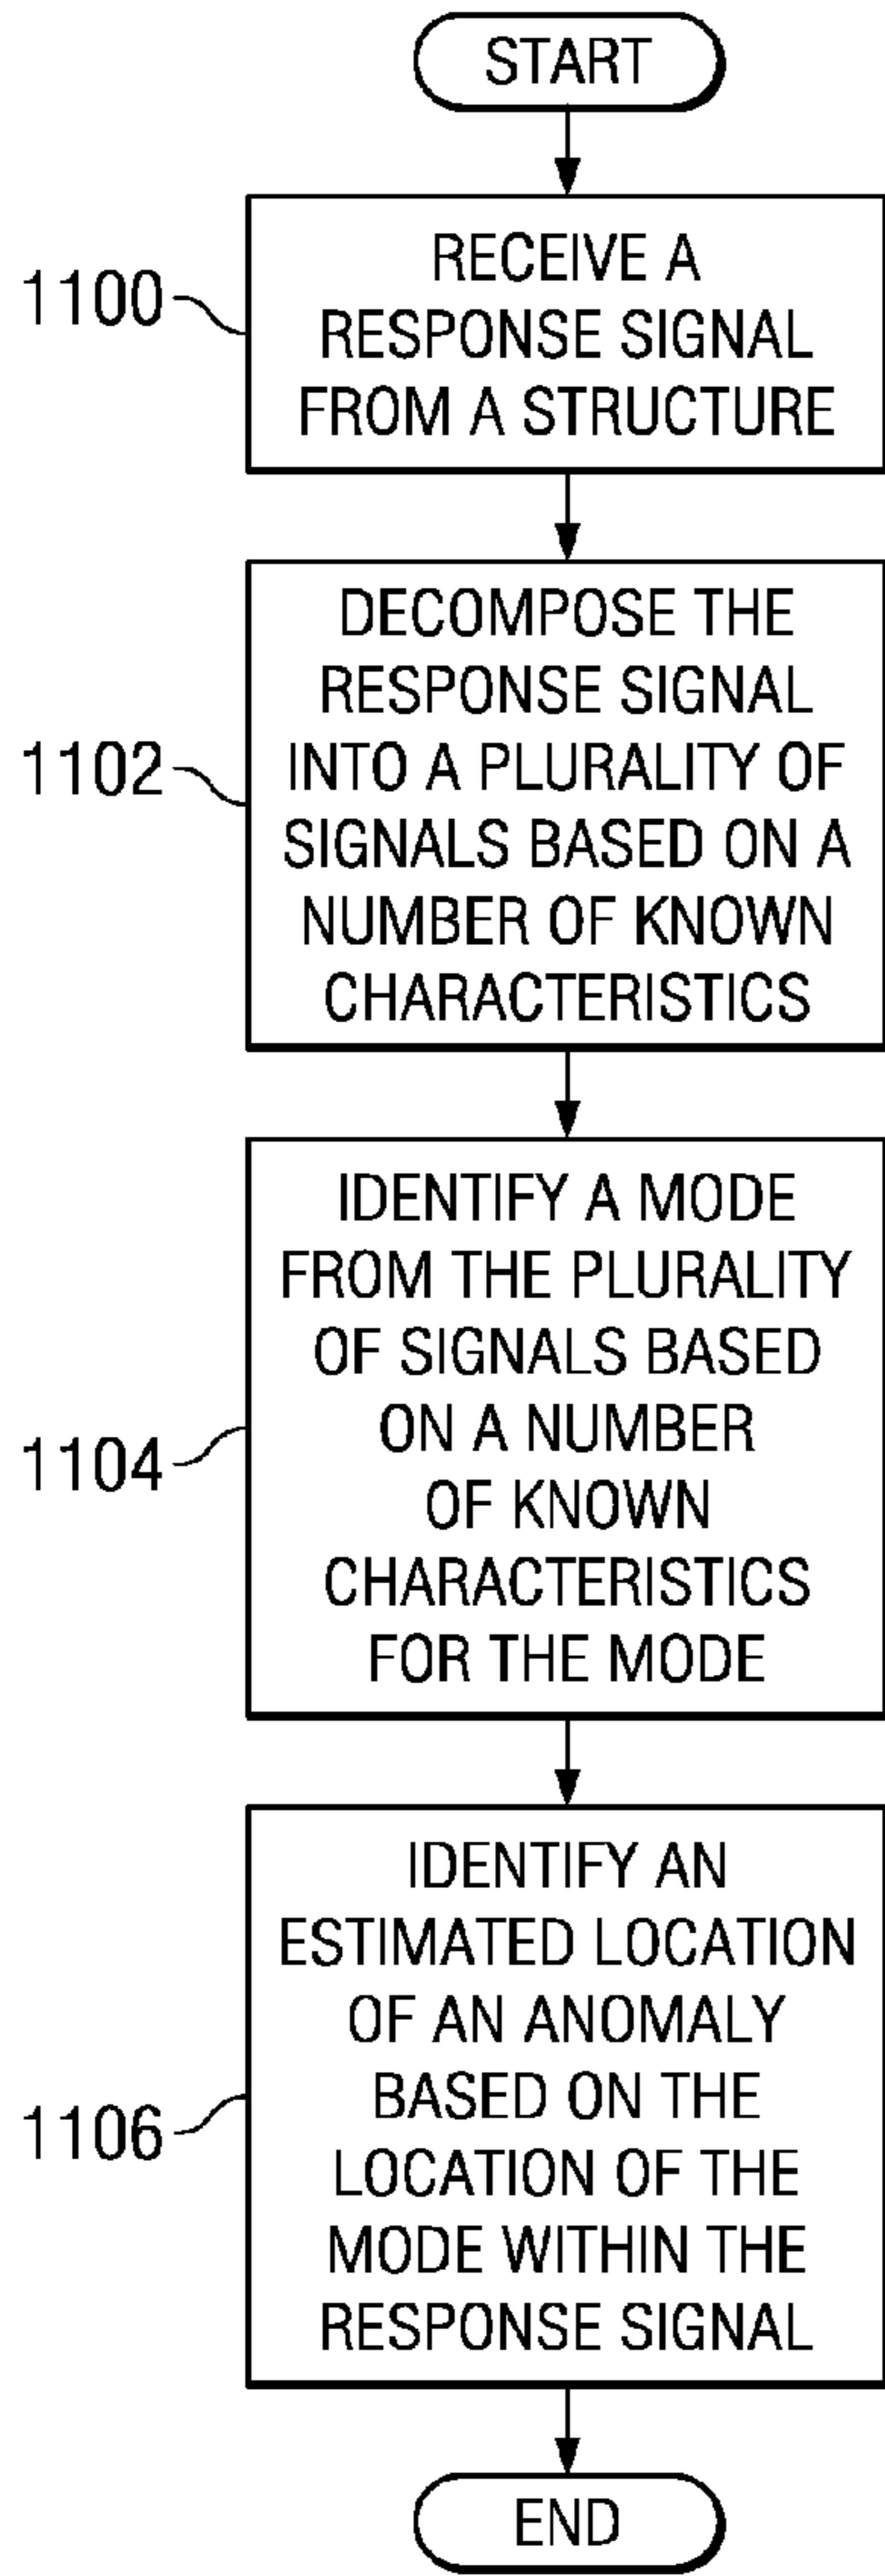 START
1100
RECEIVE A
RESPONSE SIGNAL
FROM A STRUCTURE
1102
DECOMPOSE THE
RESPONSE SIGNAL
INTO A PLURALITY OF
SIGNALS BASED ON A
NUMBER OF KNOWN
CHARACTERISTICS
1104
IDENTIFY A MODE
FROM THE PLURALITY
OF SIGNALS BASED
ON A NUMBER
OF KNOWN
CHARACTERISTICS
FOR THE MODE
1106
IDENTIFY AN
ESTIMATED LOCATION
OF AN ANOMALY
BASED ON THE
LOCATION OF THE
MODE WITHIN THE
RESPONSE SIGNAL
END